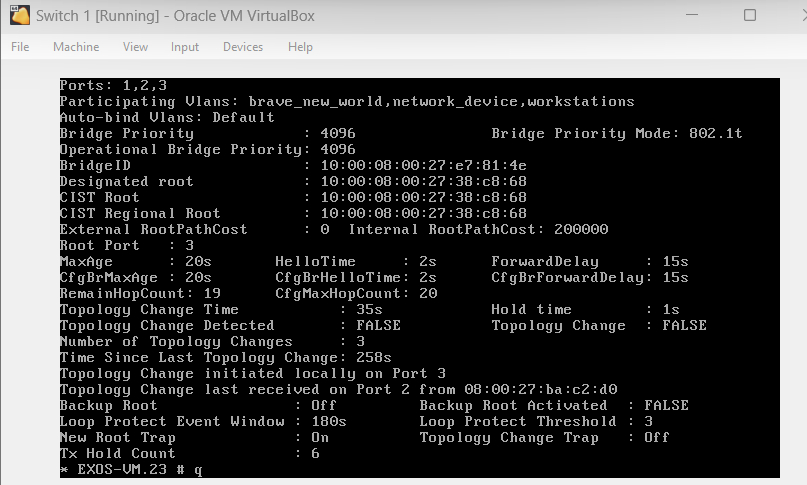 Switch 1 [Running] - Oracle VM VirtualBox
File Machine View Input Devices Help
Ports: 1,2,3
Participating Vlans: brave_new_world,network_device,workstations
Auto-bind Vlans: Default
Bridge Priority : 4096 Bridge Priority Mode: 802.1t
Operational Bridge Priority: 4096
BridgeID : 10:00:08:00:27:e7:81:4e
Designated root : 10:00:08:00:27:38:c8:68
CIST Root : 10:00:08:00:27:38:c8:68
CIST Regional Root : 10:00:08:00:27:38:c8:68
External RootPathCost : 0 Internal RootPathCost: 200000
Root Port : 3
MaxAge : 20s HelloTime : 2s ForwardDelay : 15s
CfgBrMaxAge : 20s CfgBrHelloTime: 2s CfgBrForwardDelay: 15s
RemainHopCount: 19 CfgMaxHopCount: 20
Topology Change Time : 35s Hold time : 1s
Topology Change Detected : FALSE Topology Change : FALSE
Number of Topology Changes : 3
Time Since Last Topology Change: 258s
Topology Change initiated locally on Port 3
Topology Change last received on Port 2 from 08:00:27:ba:c2:d0
Backup Root : Off Backup Root Activated : FALSE
Loop Protect Event Window : 180s Loop Protect Threshold : 3
New Root Trap : On Topology Change Trap : Off
Tx Hold Count : 6
* EXOS-VM.23 # q